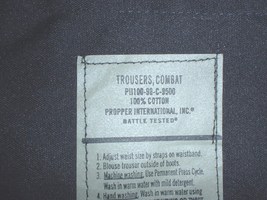 TROUSERS, COMBAT
100% COTTON
PROPPER INTERNATIONAL, INC.®
BATTLE TESTED®
1. Adjust waist size by straps on waistband.
2. Blouse trouser outside of boots.
3. Machine washing: Use Permanent Press Cycle.
Wash in warm water with mild detergent.
4. Hand washing: Wash in warm water using